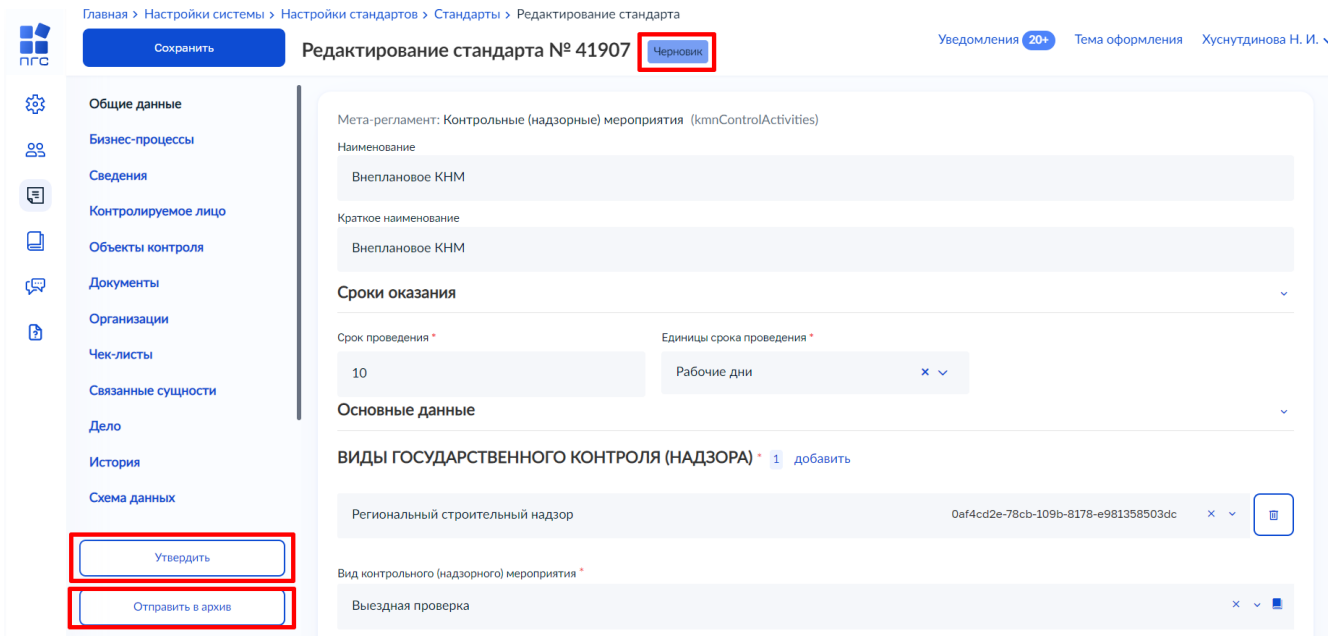 Главная > Настройки системы > Настройки стандартов > Стандарты > Редактирование стандарта
ПГС
Сохранить
Редактирование стандарта № 41907
Черновик
Уведомления 20+ Тема оформления Хуснутдинова Н. И.
Общие данные
Бизнес-процессы
Сведения
Контролируемое лицо
Объекты контроля
Документы
Организации
Чек-листы
Связанные сущности
Дело
История
Схема данных
Утвердить
Отправить в архив
Мета-регламент: Контрольные (надзорные) мероприятия (kmnControlActivities)
Наименование
Внеплановое КНМ
Краткое наименование
Внеплановое КНМ
Сроки оказания
Срок проведения * Единицы срока проведения *
10 Рабочие дни
Основные данные
ВИДЫ ГОСУДАРСТВЕННОГО КОНТРОЛЯ (НАДЗОРА) * 1 добавить
Региональный строительный надзор 0af4cd2e-78cb-109b-8178-e981358503dc
Вид контрольного (надзорного) мероприятия *
Выездная проверка